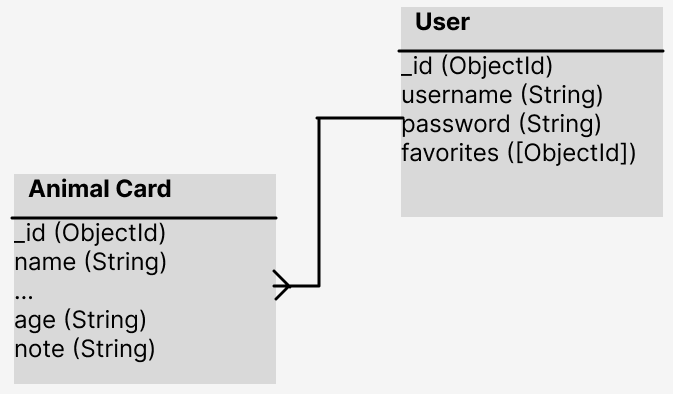 User
_id (ObjectId)
username (String)
password (String)
favorites ([ObjectId])
Animal Card
_id (ObjectId)
name (String)
...
age (String)
note (String)